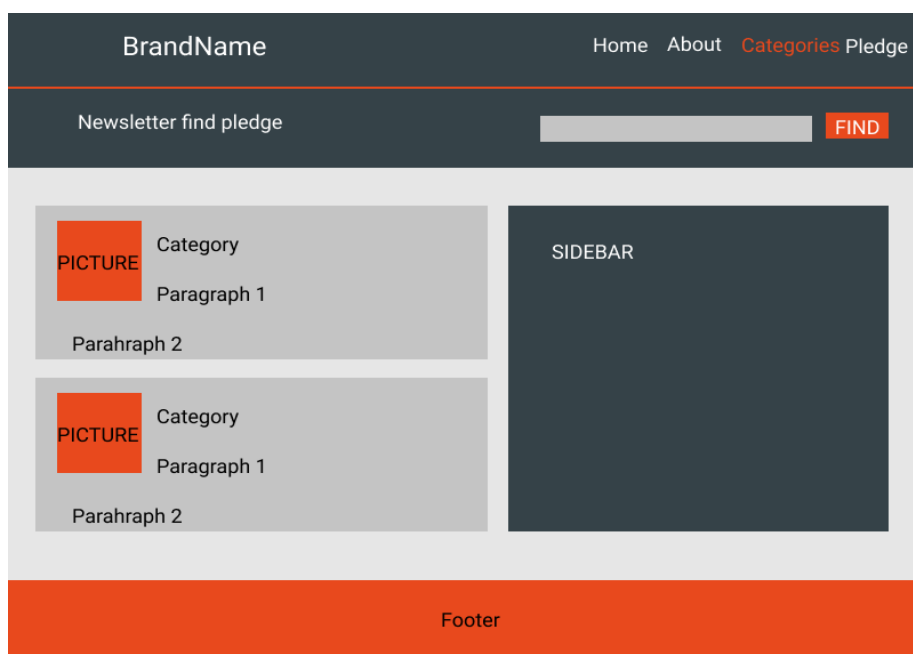 BrandName
Home About Categories Pledge
Newsletter find pledge
FIND
PICTURE
Category
Paragraph 1
Parahraph 2
SIDEBAR
PICTURE
Category
Paragraph 1
Parahraph 2
Footer